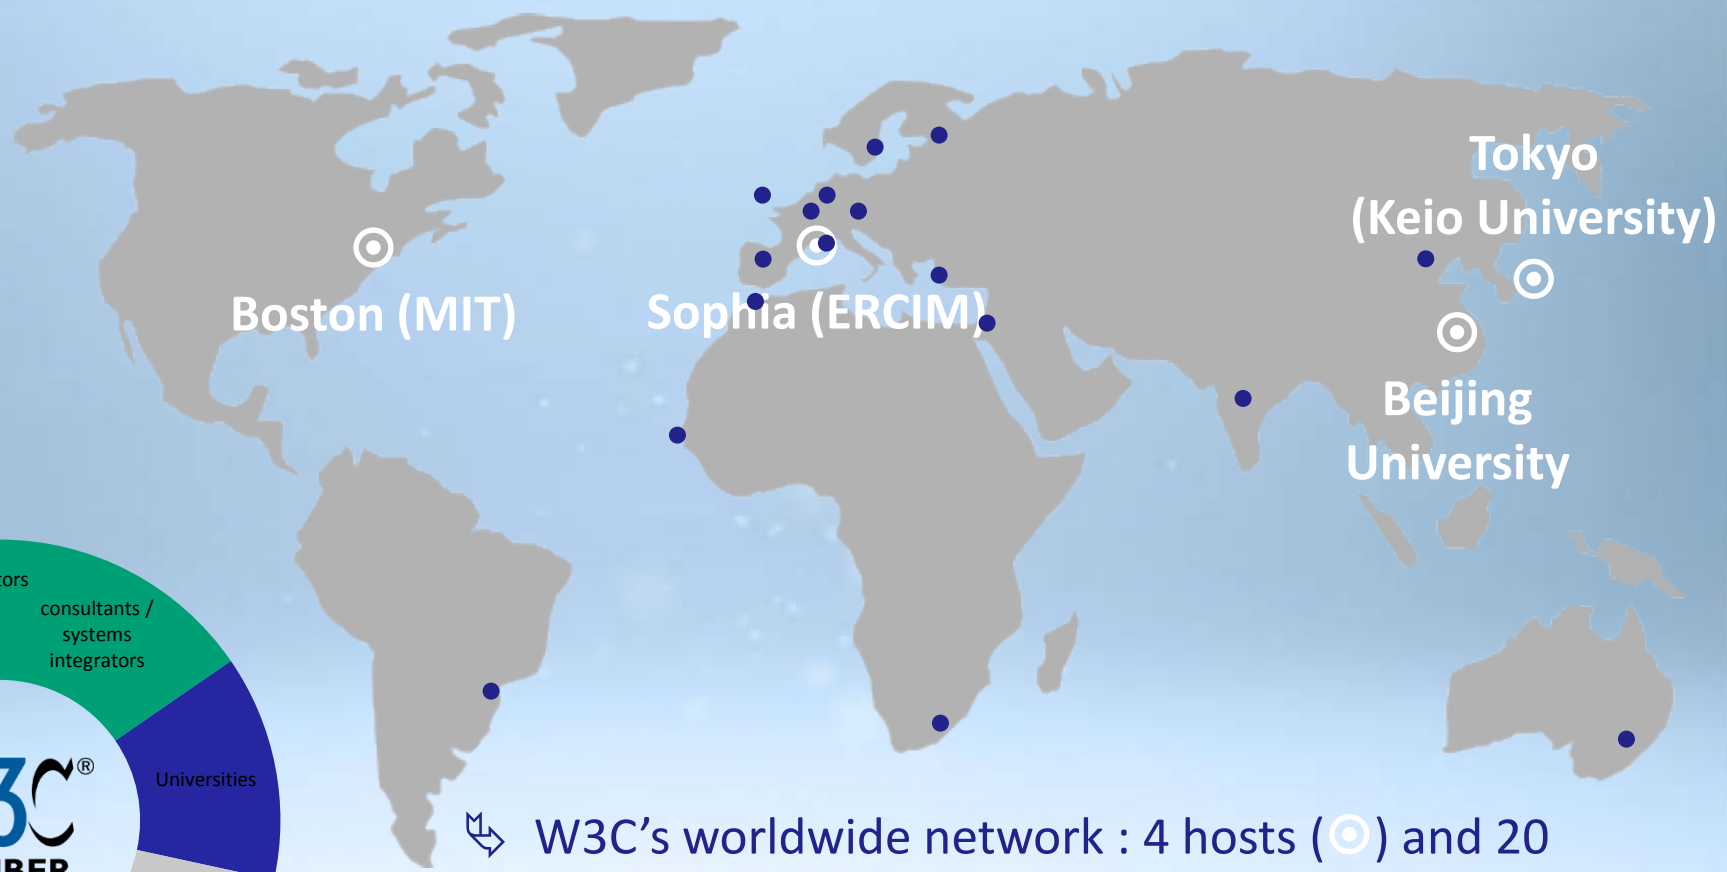 Tokyo
(Keio University)
Boston (MIT)
Sophia (ERCIM)
Beijing
University
consultants /
systems
integrators
Universities
3C®
W3C’s worldwide network : 4 hosts ( ) and 20